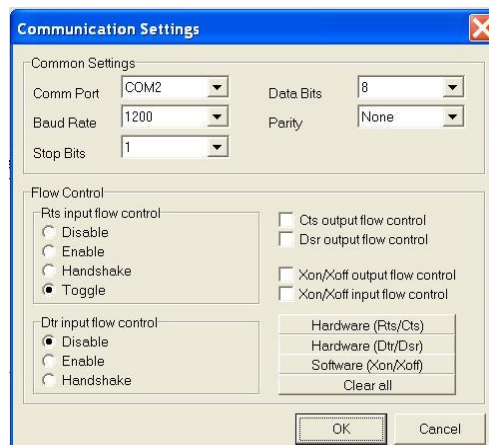 Communication Settings
Common Settings
Comm Port COM2 Data Bits 8
Baud Rate 1200 Parity None
Stop Bits 1
Flow Control
Rts input flow control
Disable
Enable
Handshake
Toggle
Cts output flow control
Dsr output flow control
Xon/Xoff output flow control
Xon/Xoff input flow control
Dtr input flow control
Disable
Enable
Handshake
Hardware (Rts/Cts)
Hardware (Dtr/Dsr)
Software (Xon/Xoff)
Clear all
OK Cancel